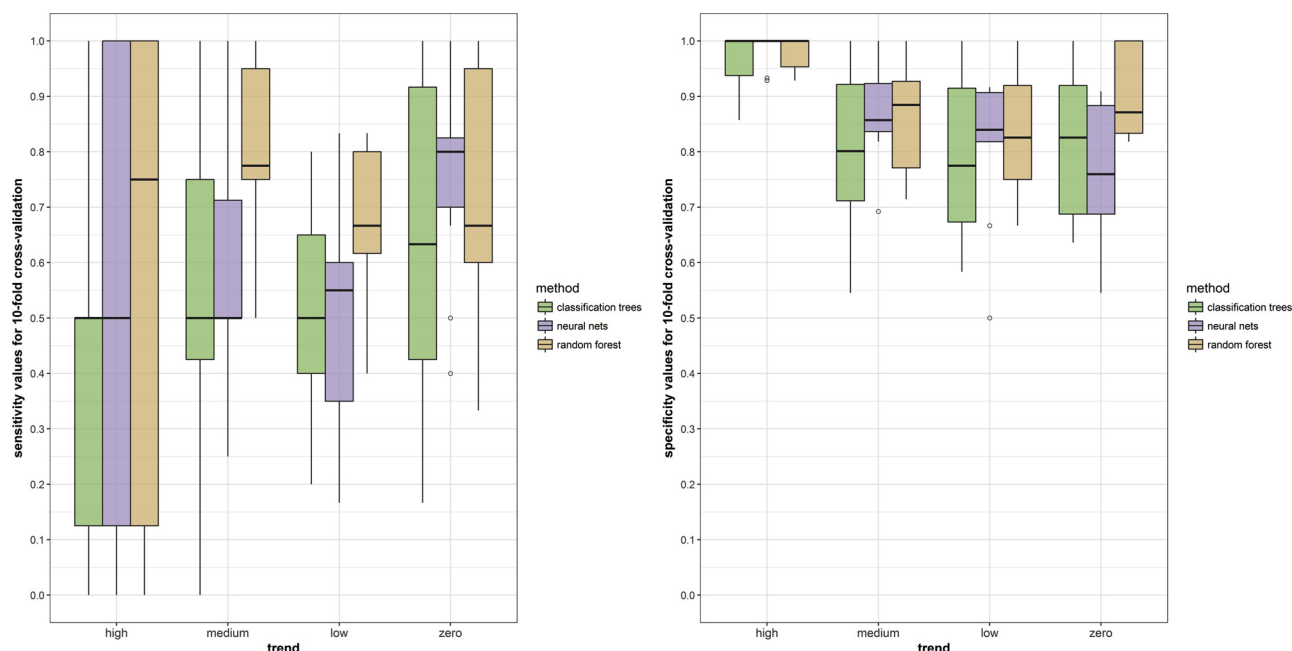 sensitivity values for 10-fold cross-validation
1.0
0.9
0.8
0.7
0.6
0.5
0.4
0.3
0.2
0.1
0.0
high medium low zero
trend
method
classification trees
neural nets
random forest
specificity values for 10-fold cross-validation
1.0
0.9
0.8
0.7
0.6
0.5
0.4
0.3
0.2
0.1
0.0
high medium low zero
trend
method
classification trees
neural nets
random forest